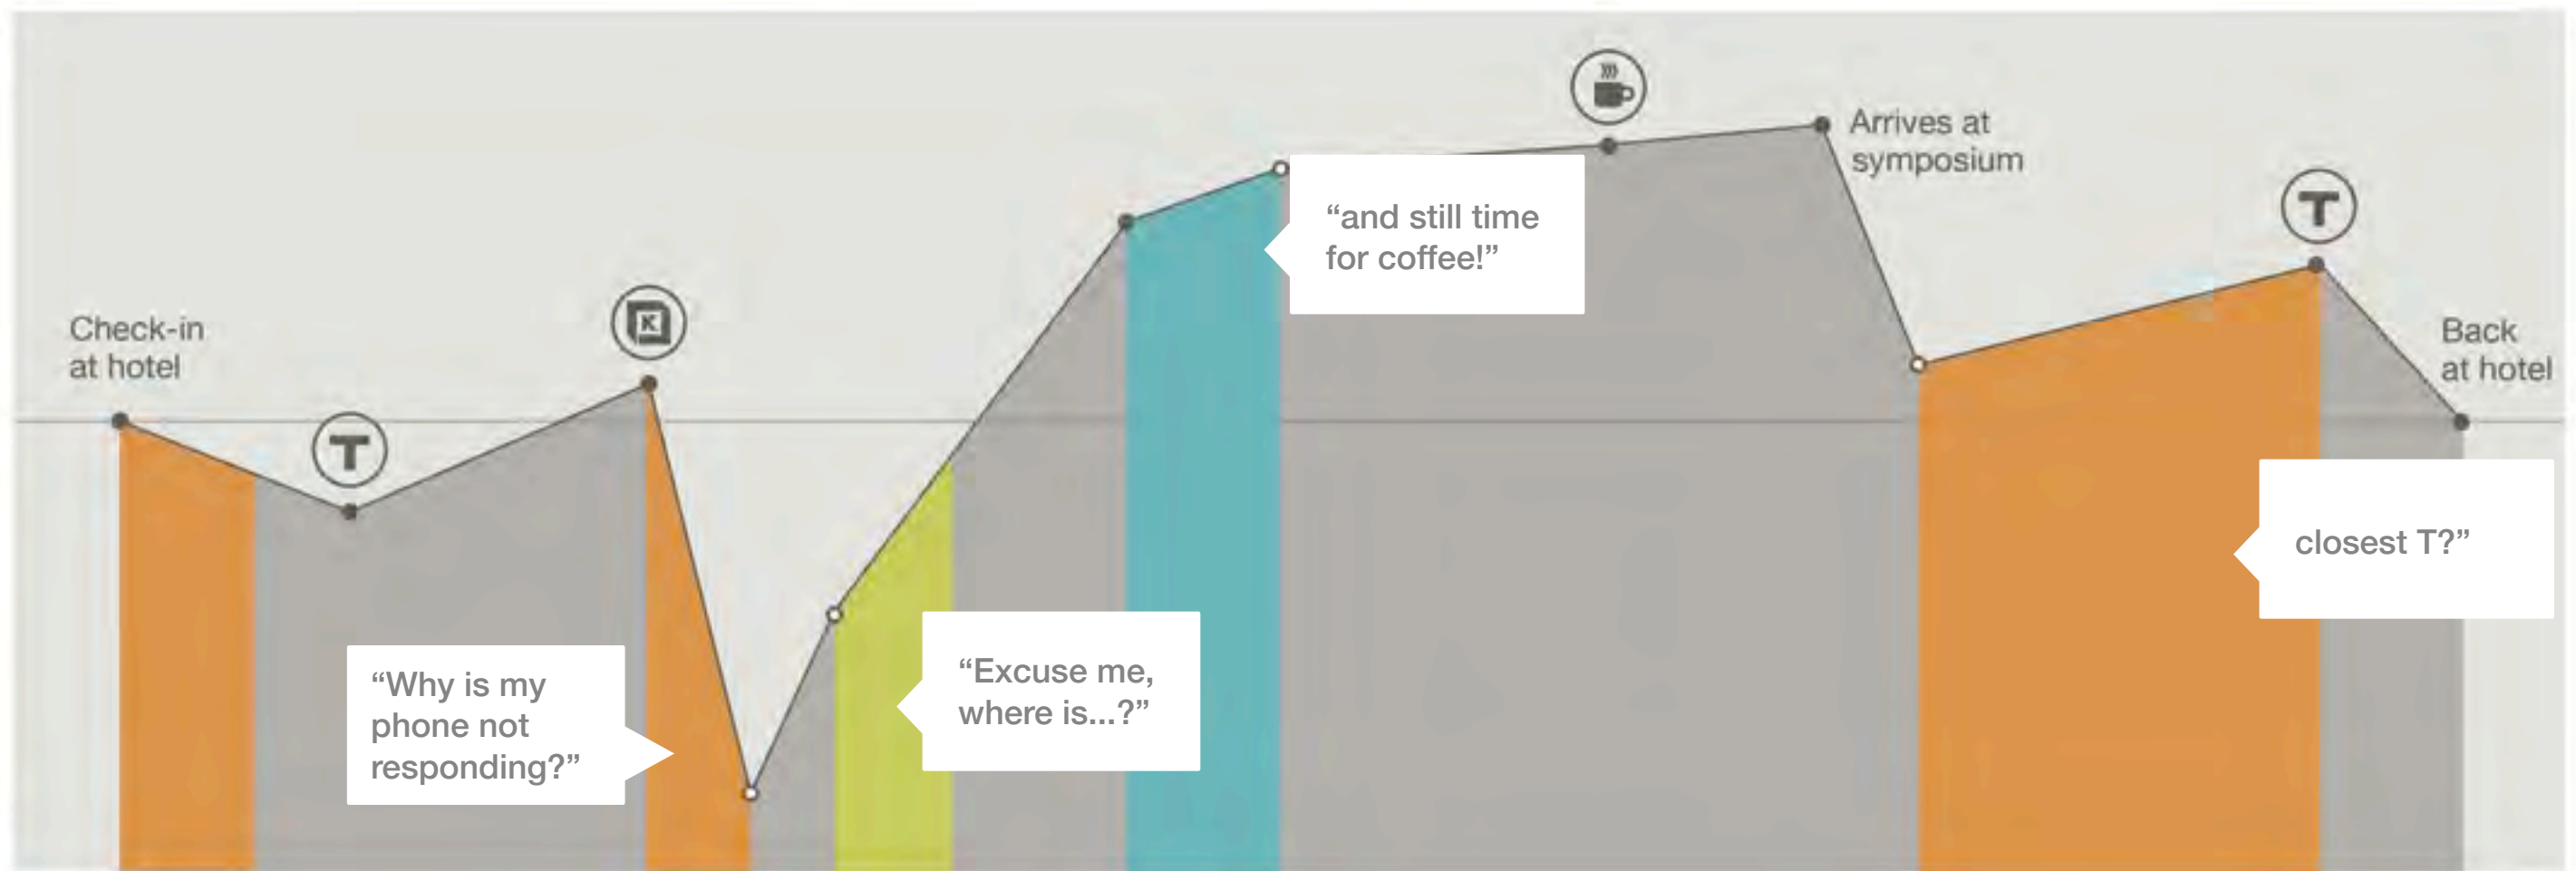 Check-in
at hotel
T
K
“Why is my
phone not
responding?”
“Excuse me,
where is...?”
“and still time
for coffee!”
Arrives at
symposium
T
closest T?”
Back
at hotel